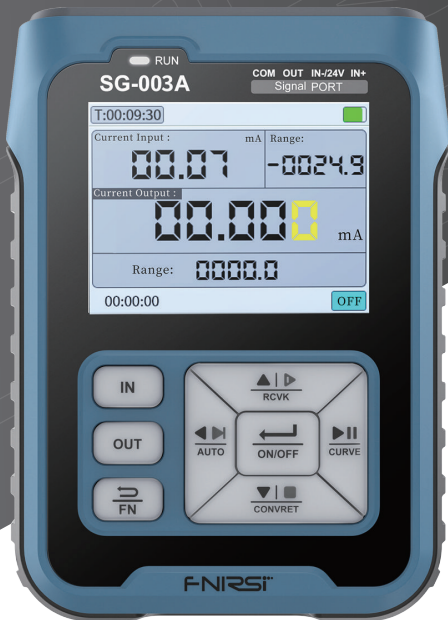 RUN
SG-003A
COM OUT IN-/24V IN+
Signal PORT
T:00:09:30
Current Input : mA Range:
00.07 -0024.9
Current Output :
00.000 mA
Range: 0000.0
00:00:00 OFF
IN
OUT
FN
RCVK
AUTO
ON/OFF
CURVE
CONVRET
FNIRSI